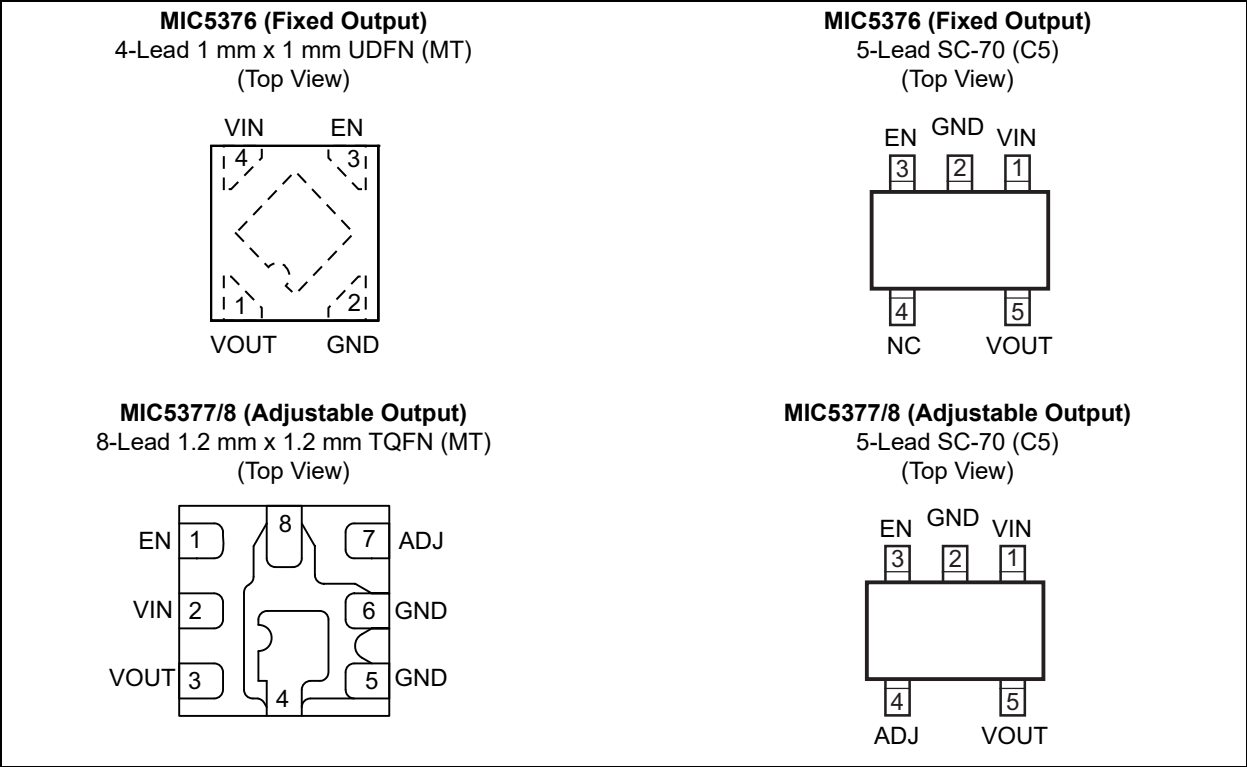 MIC5376 (Fixed Output)
4-Lead 1 mm x 1 mm UDFN (MT)
(Top View)
VIN EN
4 3
1 2
VOUT GND
MIC5376 (Fixed Output)
5-Lead SC-70 (C5)
(Top View)
EN GND VIN
3 2 1
4 5
NC VOUT
MIC5377/8 (Adjustable Output)
8-Lead 1.2 mm x 1.2 mm TQFN (MT)
(Top View)
8
EN 1 7 ADJ
VIN 2 6 GND
VOUT 3 5 GND
4
MIC5377/8 (Adjustable Output)
5-Lead SC-70 (C5)
(Top View)
EN GND VIN
3 2 1
4 5
ADJ VOUT